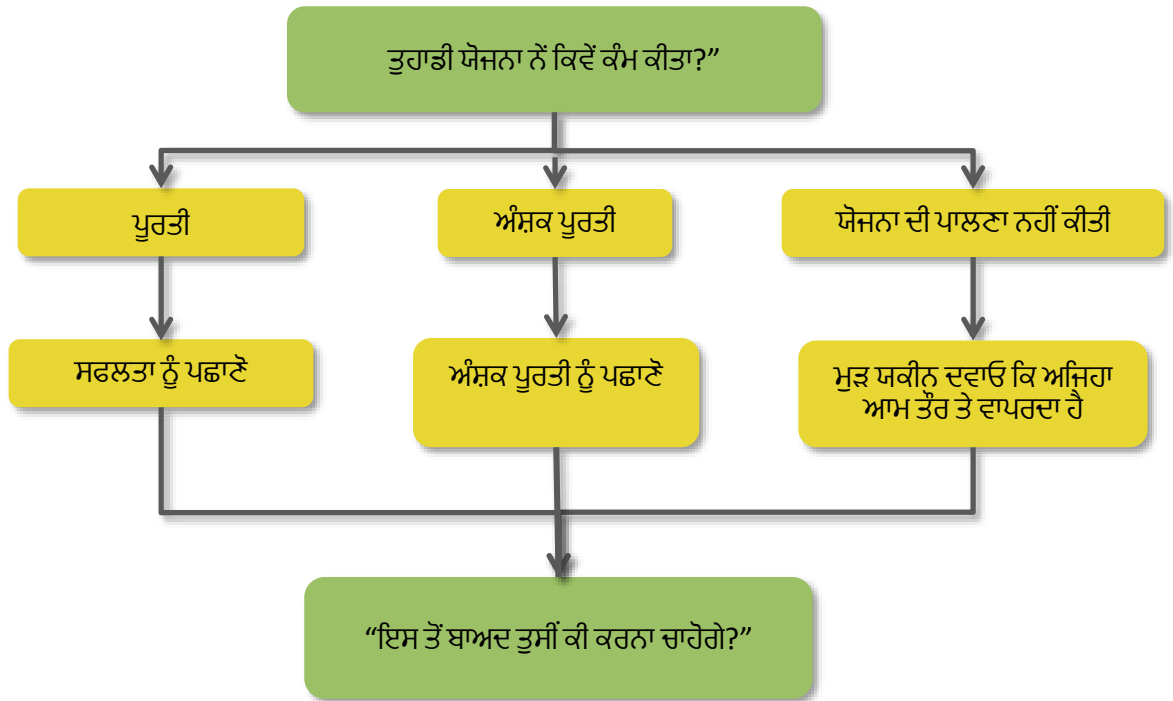 ਤੁਹਾਡੀ ਯੋਜਨਾ ਨੇਂ ਕਿਵੇਂ ਕੰਮ ਕੀਤਾ?”
ਪੂਰਤੀ
ਅੰਸ਼ਕ ਪੂਰਤੀ
ਯੋਜਨਾ ਦੀ ਪਾਲਣਾ ਨਹੀਂ ਕੀਤੀ
ਸਫਲਤਾ ਨੂੰ ਪਛਾਣੋ
ਅੰਸ਼ਕ ਪੂਰਤੀ ਨੂੰ ਪਛਾਣੋ
ਮੁੜ ਯਕੀਨ ਦਵਾਓ ਕਿ ਅਜਿਹਾ
ਆਮ ਤੌਰ ਤੇ ਵਾਪਰਦਾ ਹੈ
“ਇਸ ਤੋਂ ਬਾਅਦ ਤੁਸੀਂ ਕੀ ਕਰਨਾ ਚਾਹੋਗੇ?”